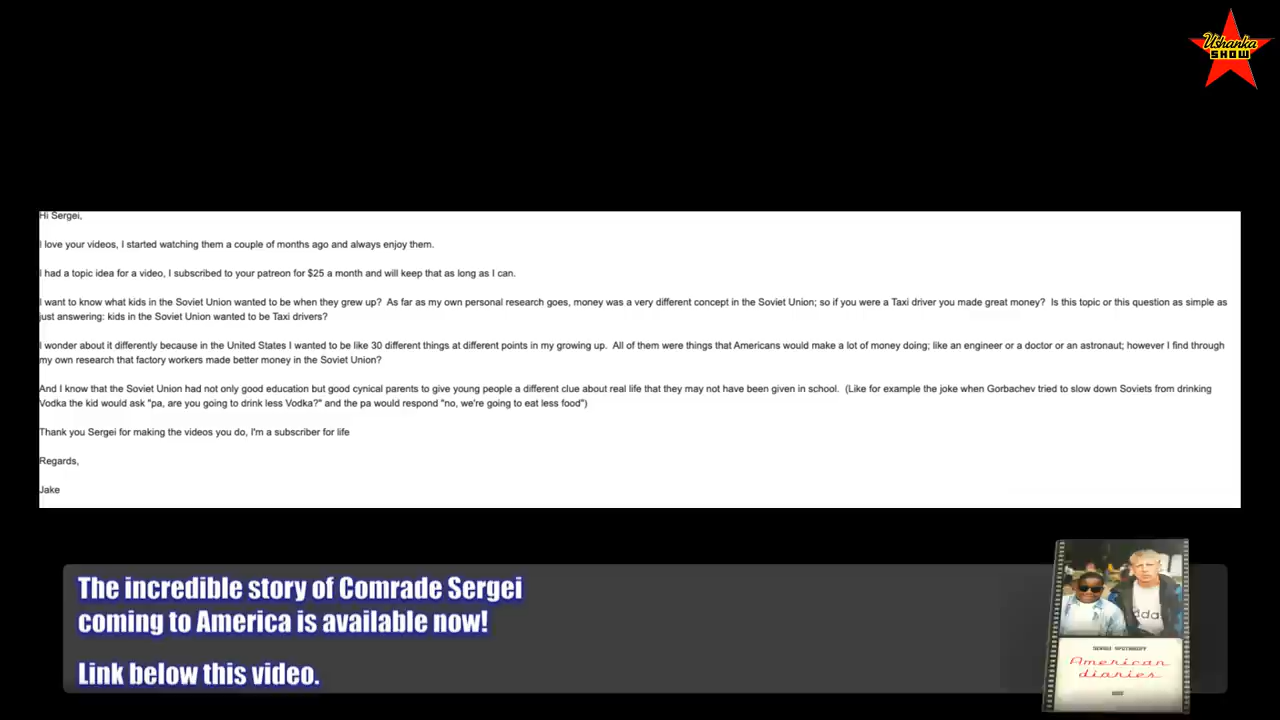 Ushanka
SHOW
Hi Sergei,
I love your videos, I started watching them a couple of months ago and always enjoy them.
I had a topic idea for a video, I subscribed to your patreon for $25 a month and will keep that as long as I can.
I want to know what kids in the Soviet Union wanted to be when they grew up?  As far as my own personal research goes, money was a very different concept in the Soviet Union; so if you were a Taxi driver you made great money?  Is this topic or this question as simple as
just answering: kids in the Soviet Union wanted to be Taxi drivers?
I wonder about it differently because in the United States I wanted to be like 30 different things at different points in my growing up.  All of them were things that Americans would make a lot of money doing; like an engineer or a doctor or an astronaut; however I find through
my own research that factory workers made better money in the Soviet Union?
And I know that the Soviet Union had not only good education but good cynical parents to give young people a different clue about real life that they may not have been given in school.  (Like for example the joke when Gorbachev tried to slow down Soviets from drinking
Vodka the kid would ask "pa, are you going to drink less Vodka?" and the pa would respond "no, we're going to eat less food")
Thank you Sergei for making the videos you do, I'm a subscriber for life
Regards,
Jake
The incredible story of Comrade Sergei
coming to America is available now!
Link below this video.
American
diaries